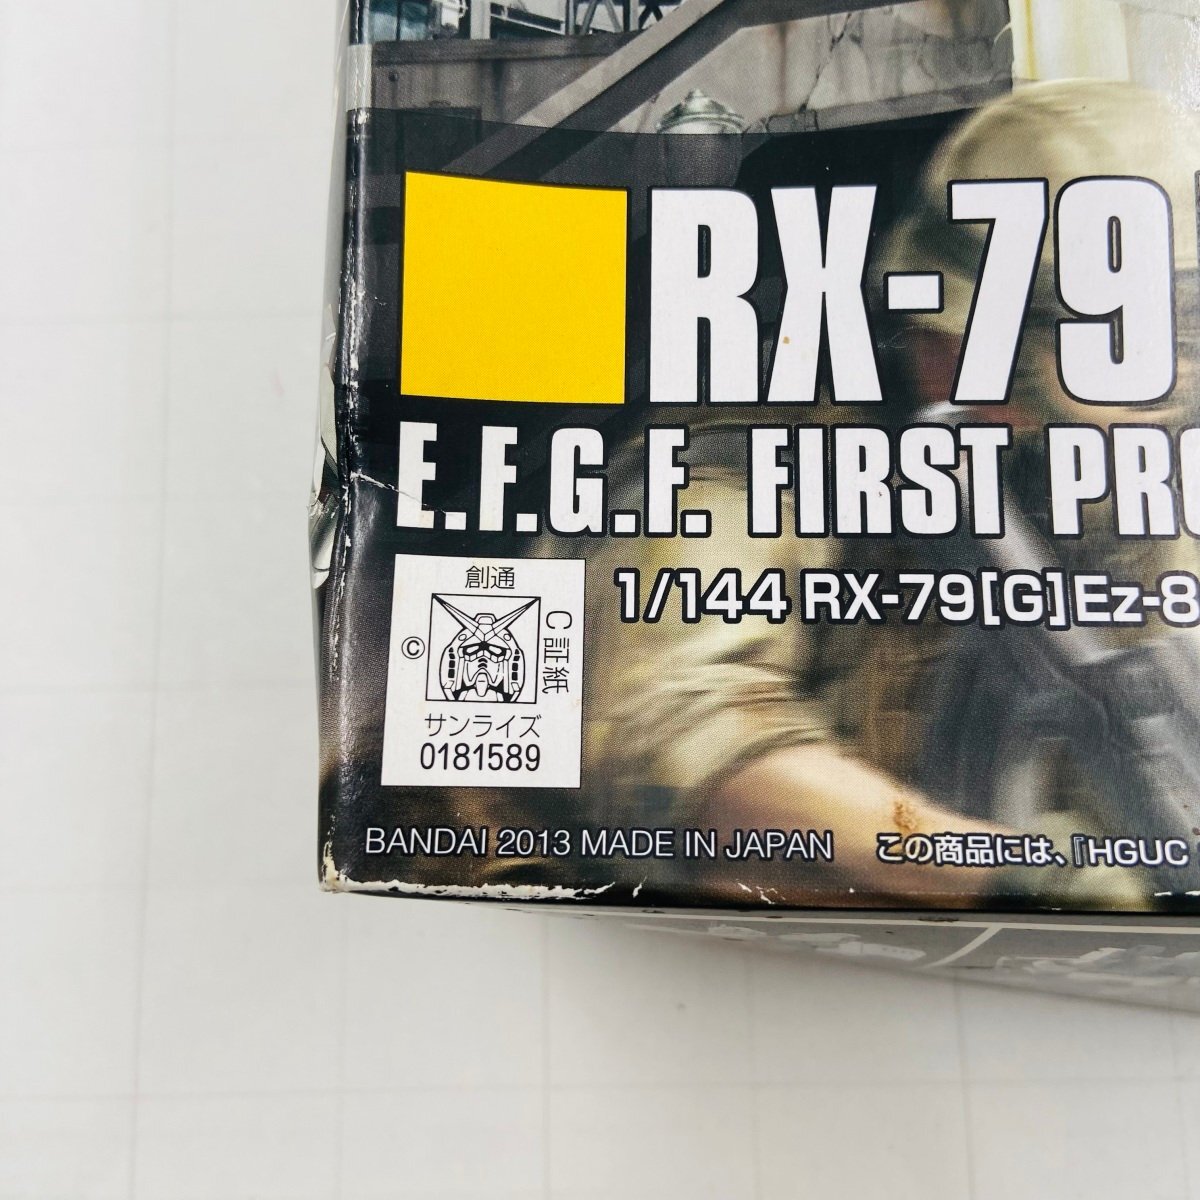 RX-79
E.F.G.F. FIRST PRO
1/144 RX-79[G]Ez-8
創通
©
C証紙
サンライズ
0181589
BANDAI 2013 MADE IN JAPAN この商品には、『HGUC